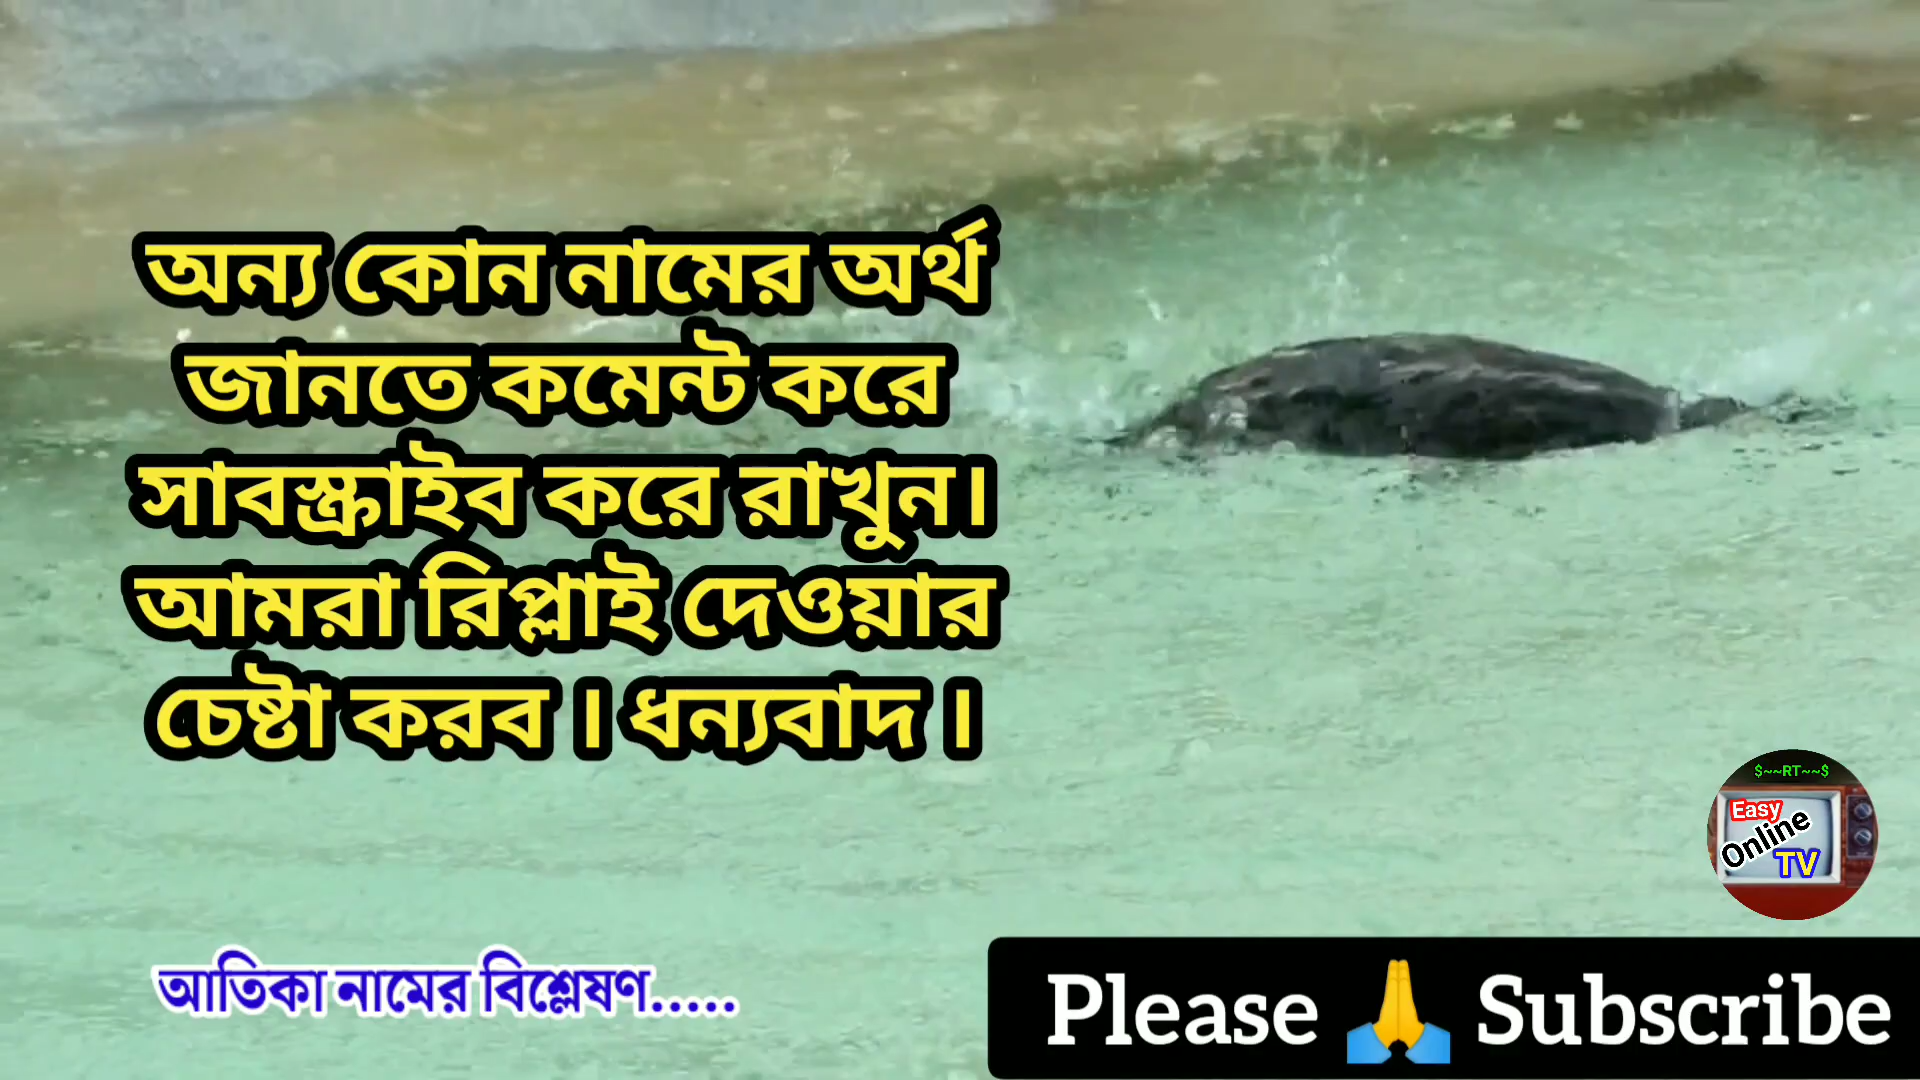 অন্য কোন নামের অর্থ
জানতে কমেন্ট করে
সাবস্ক্রাইব করে রাখুন।
আমরা রিপ্লাই দেওয়ার
চেষ্টা করব । ধন্যবাদ ।
$~~RT~~$
Easy
Online
TV
আতিকা নামের বিশ্লেষণ.....
Please 🙏 Subscribe